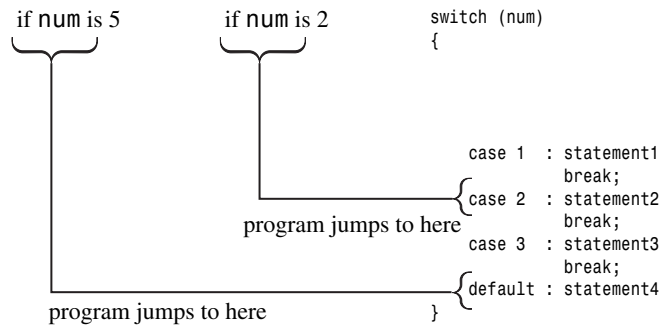 if num is 5
if num is 2
switch (num)
{
case 1 : statement1
break;
case 2 : statement2
break;
program jumps to here
case 3 : statement3
break;
default : statement4
program jumps to here
}